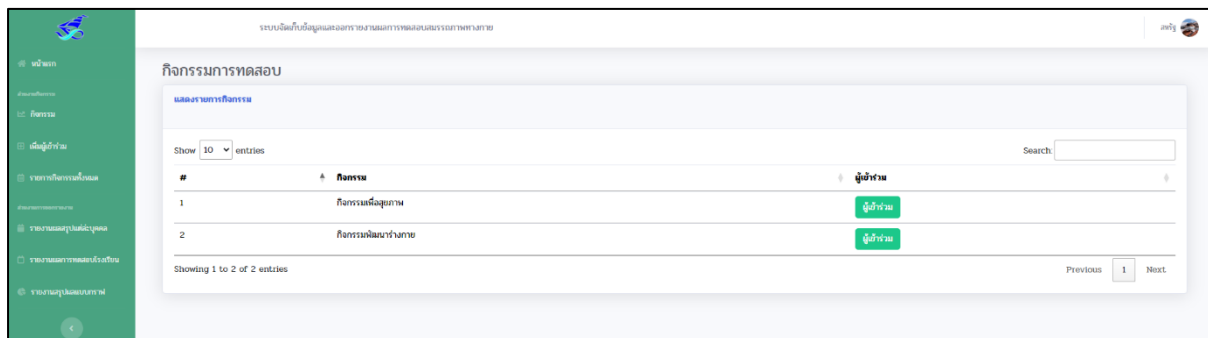 ระบบจัดเก็บข้อมูลและออกรายงานผลการทดสอบสมรรถภาพทางกาย
หน้าแรก
กิจกรรม
เพิ่มผู้เข้าร่วม
รายการกิจกรรมทั้งหมด
รายงานผลสรุปแต่ละบุคคล
รายงานผลการทดสอบโรงเรียน
รายงานสรุปผลแบบกราฟ
กิจกรรมการทดสอบ
แสดงรายการกิจกรรม
Show 10 entries
Search:
# กิจกรรม ผู้เข้าร่วม
1 กิจกรรมเพื่อสุขภาพ ผู้เข้าร่วม
2 กิจกรรมพัฒนาร่างกาย ผู้เข้าร่วม
Showing 1 to 2 of 2 entries
Previous 1 Next